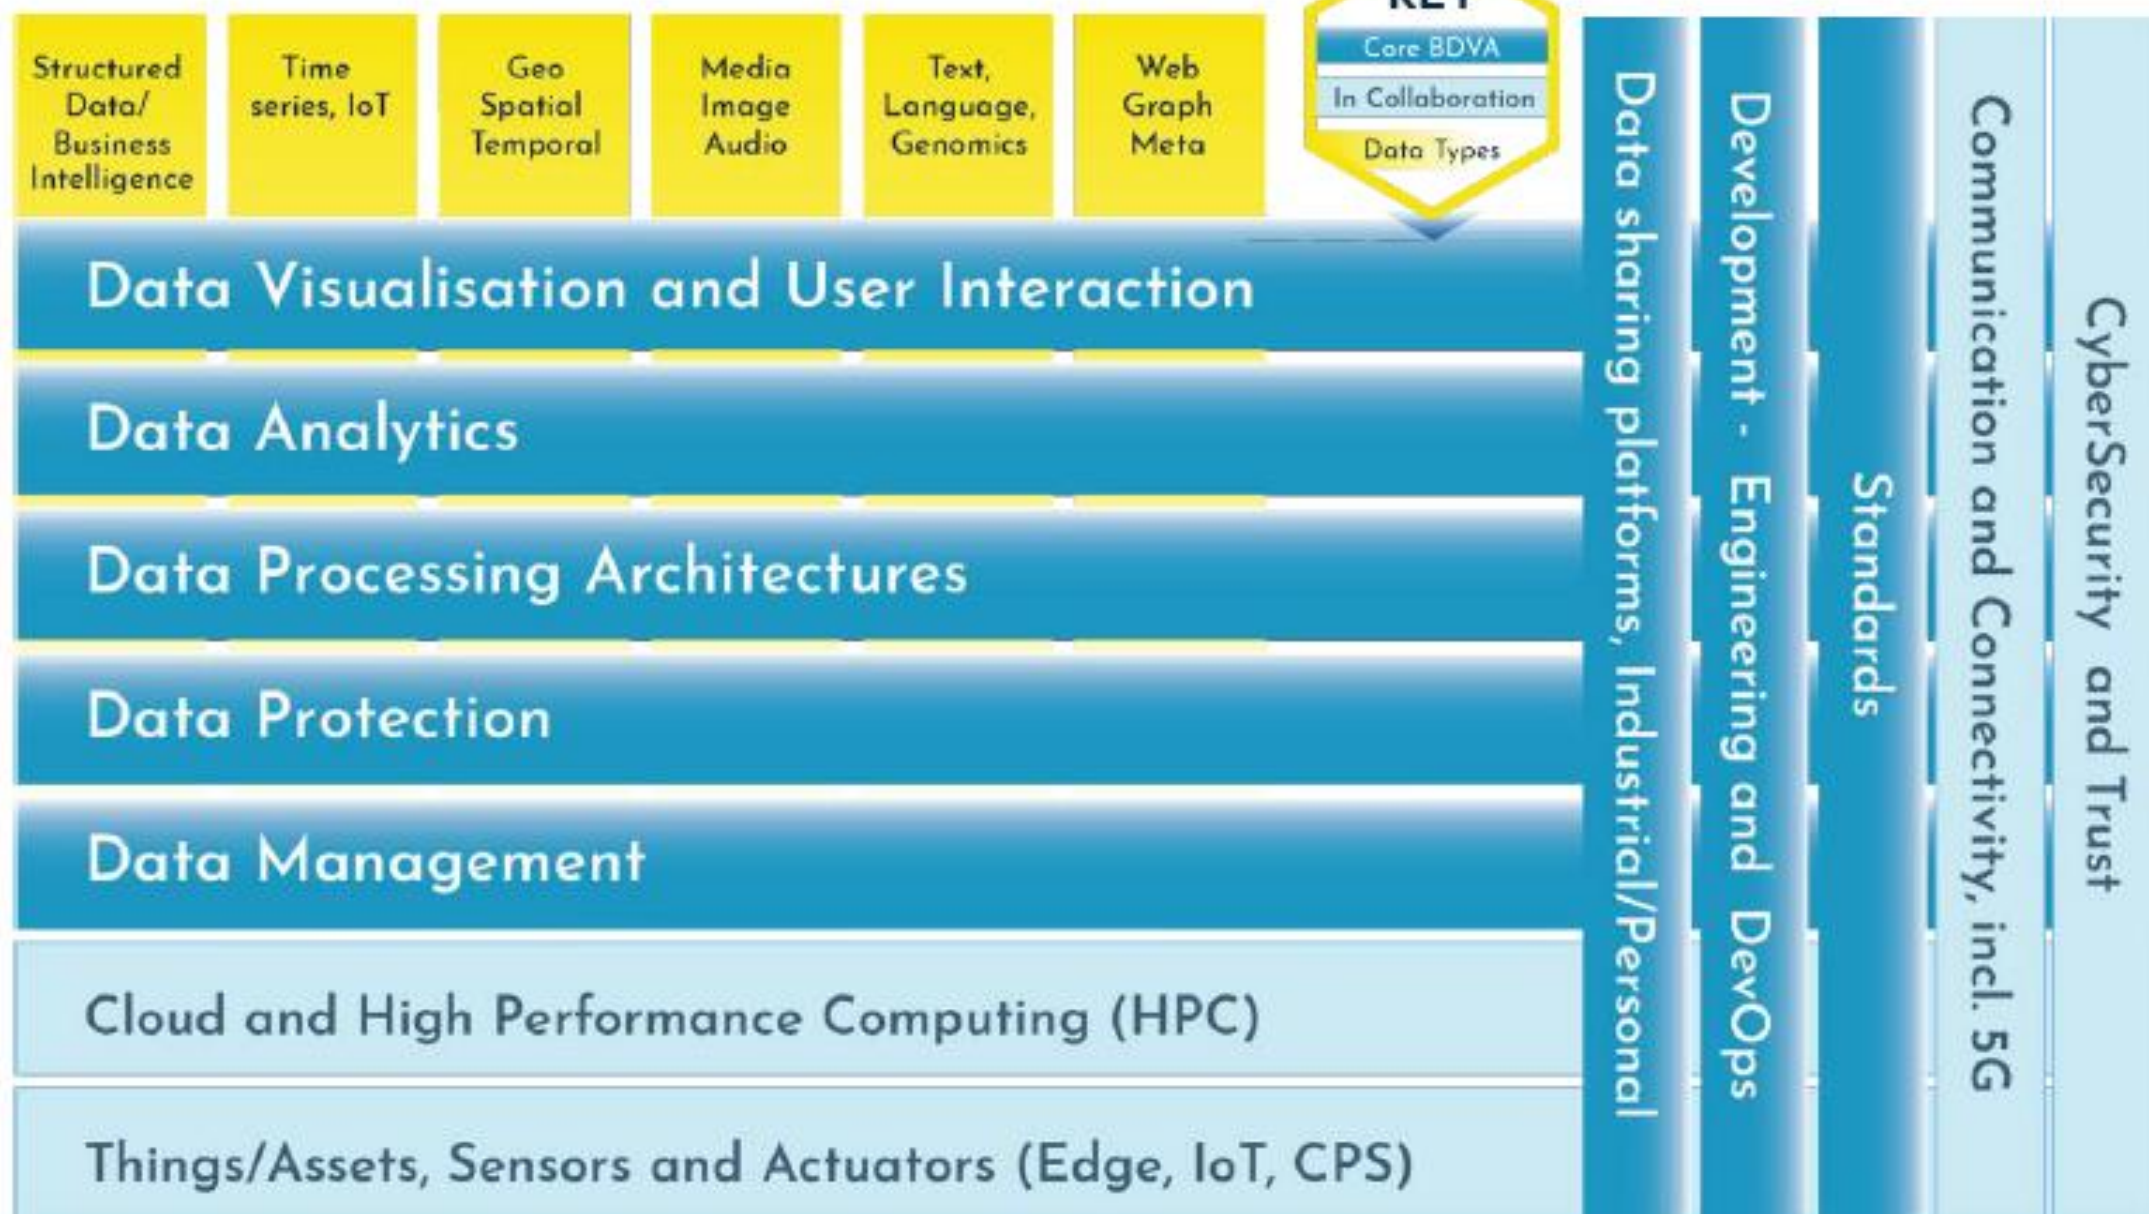 Structured
Data/
Business
Intelligence
Time
series, IoT
Geo
Spatial
Temporal
Media
Image
Audio
Text,
Language,
Genomics
Web
Graph
Meta
KEY
Core BDVA
In Collaboration
Data Types
Data Visualisation and User Interaction
Data Analytics
Data Processing Architectures
Data Protection
Data Management
Cloud and High Performance Computing (HPC)
Things/Assets, Sensors and Actuators (Edge, IoT, CPS)
Data sharing platforms, Industrial/Personal
Development - Engineering and DevOps
Standards
Communication and Connectivity, incl. 5G
CyberSecurity and Trust